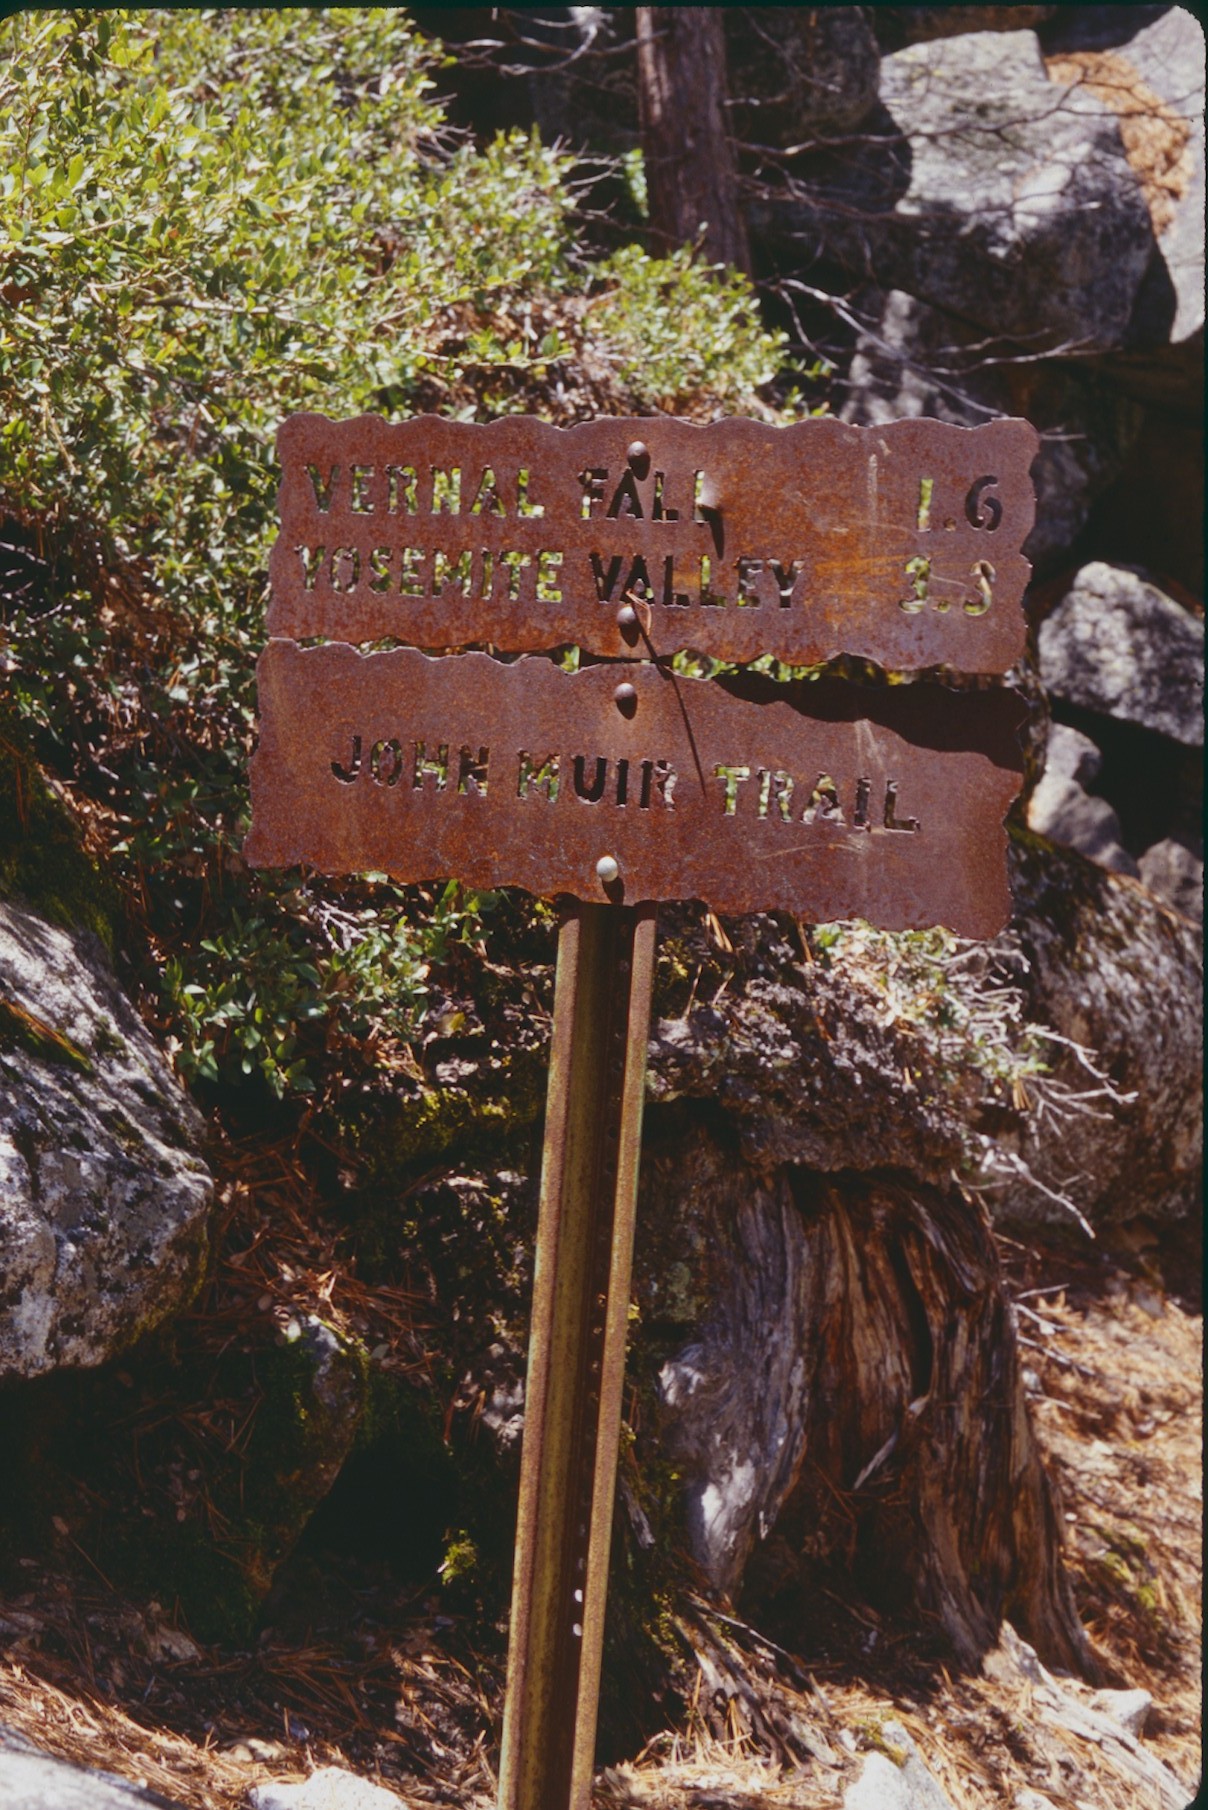 VERNAL FALL 1.6
YOSEMITE VALLEY 3.3
JOHN MUIR TRAIL